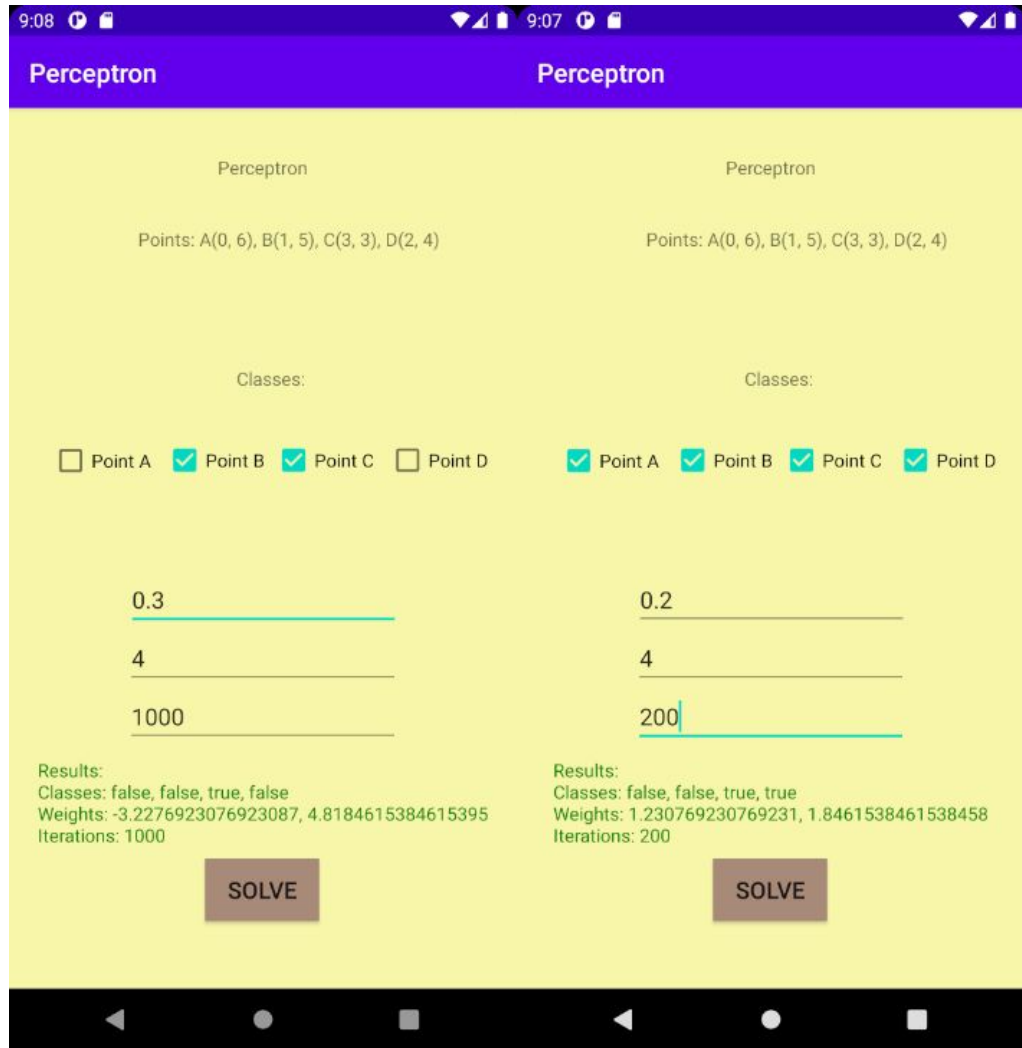 9:08
Perceptron
Perceptron
Points: A(0, 6), B(1, 5), C(3, 3), D(2, 4)
Classes:
Point A Point B Point C Point D
0.3
4
1000
Results:
Classes: false, false, true, false
Weights: -3.2276923076923087, 4.8184615384615395
Iterations: 1000
SOLVE
9:07
Perceptron
Perceptron
Points: A(0, 6), B(1, 5), C(3, 3), D(2, 4)
Classes:
Point A Point B Point C Point D
0.2
4
200
Results:
Classes: false, false, true, true
Weights: 1.230769230769231, 1.8461538461538458
Iterations: 200
SOLVE